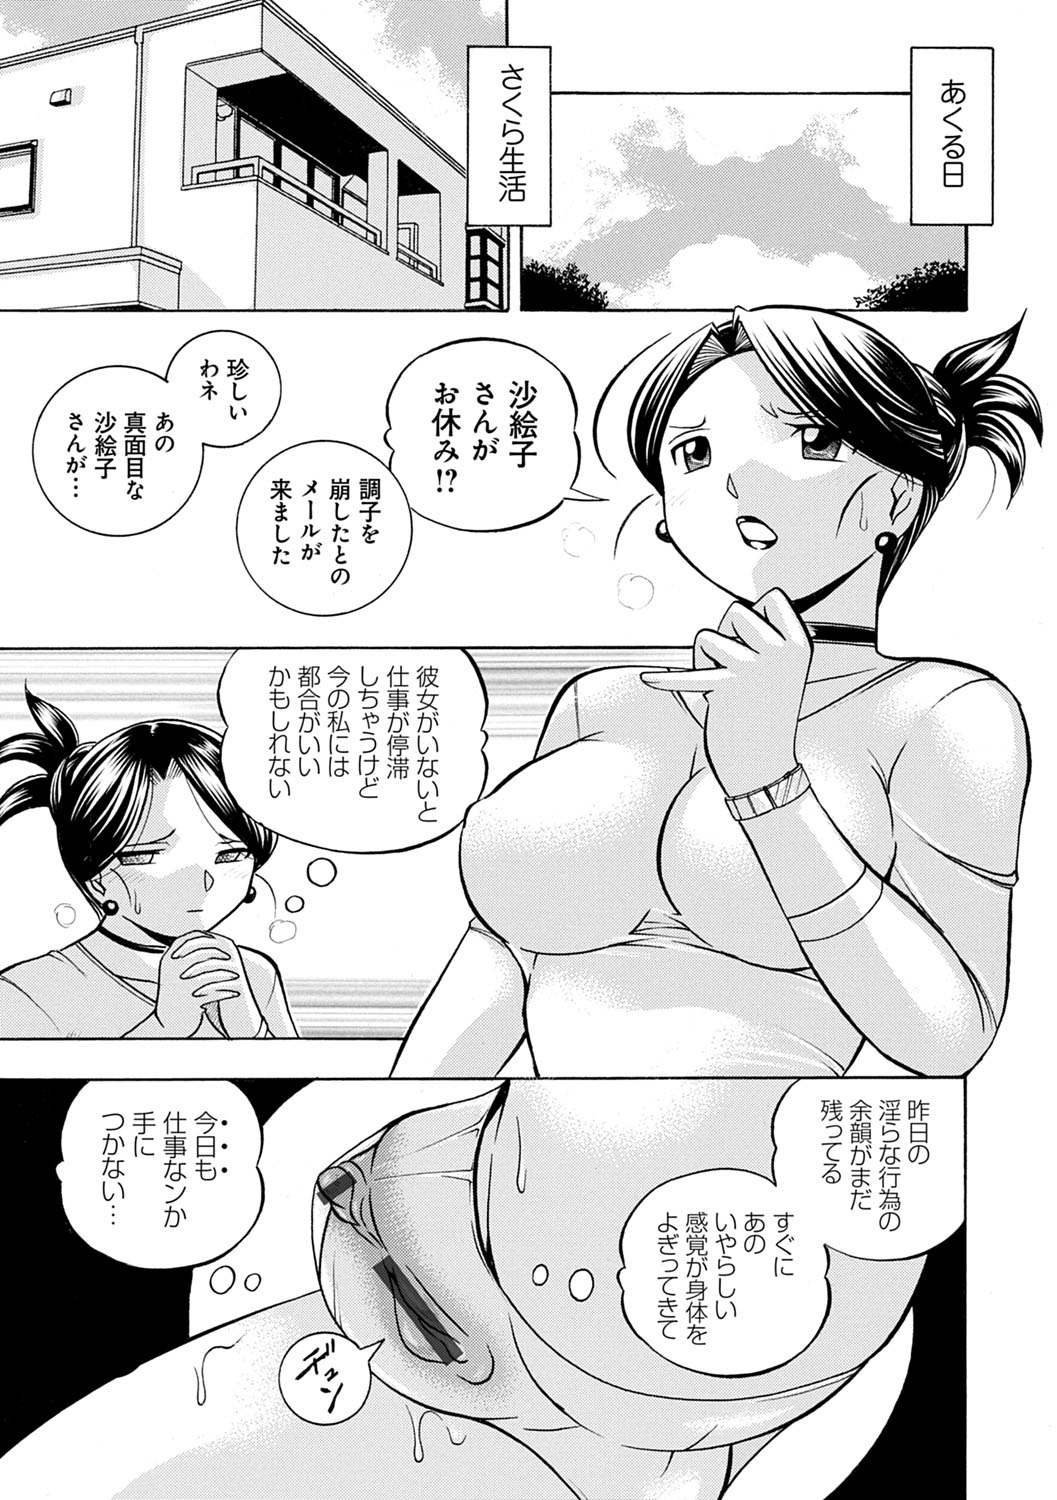 あくる日
さくら生活
沙絵子
さんが
お休み!?
調子を
崩したとの
メールが
来ました
珍しい
わネ
あの
真面目な
沙絵子
さんが…
彼女がいないと
仕事が停滞
しちゃうけど
今の私には
都合がいい
かもしれない
昨日の
淫らな行為の
余韻がまだ
残ってる
すぐに
あの
いやらしい
感覚が身体を
よぎってきて
今日も
仕事なンか
手に
つかない…
ヂュン